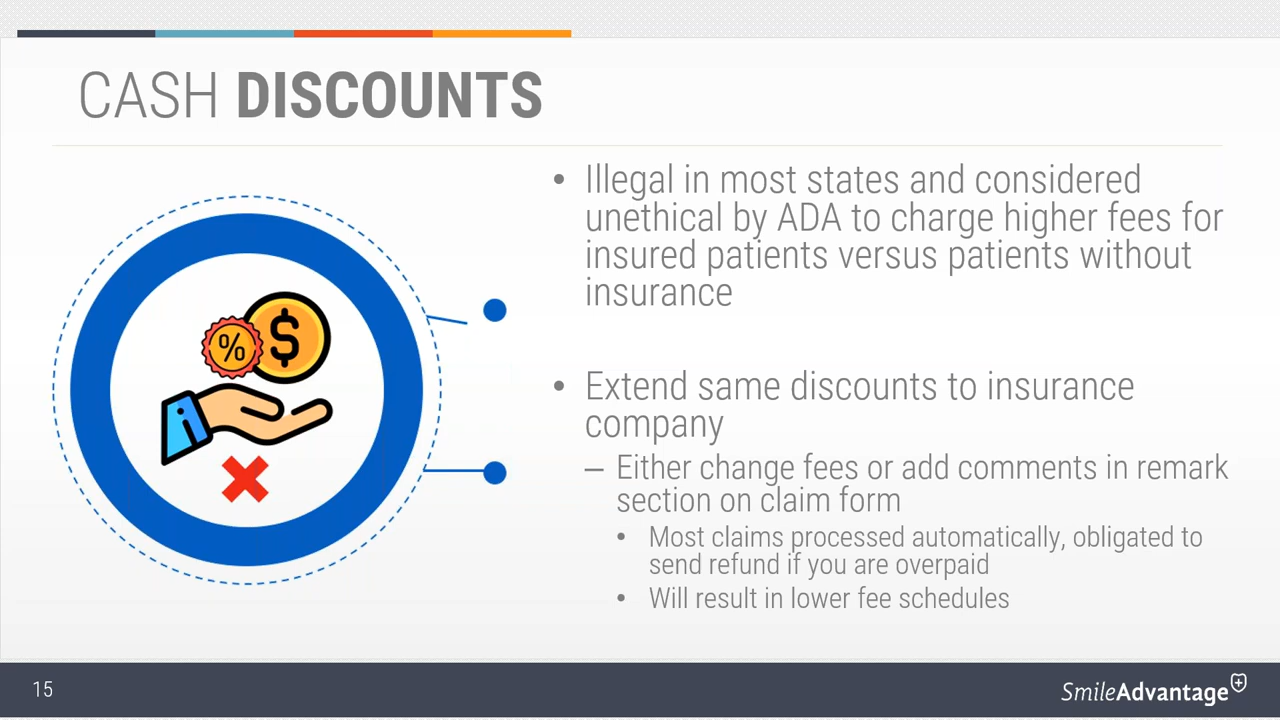 CASH DISCOUNTS
• Illegal in most states and considered
unethical by ADA to charge higher fees for
insured patients versus patients without
insurance
% $
• Extend same discounts to insurance
company
– Either change fees or add comments in remark
section on claim form
• Most claims processed automatically, obligated to
send refund if you are overpaid
• Will result in lower fee schedules
15
SmileAdvantage